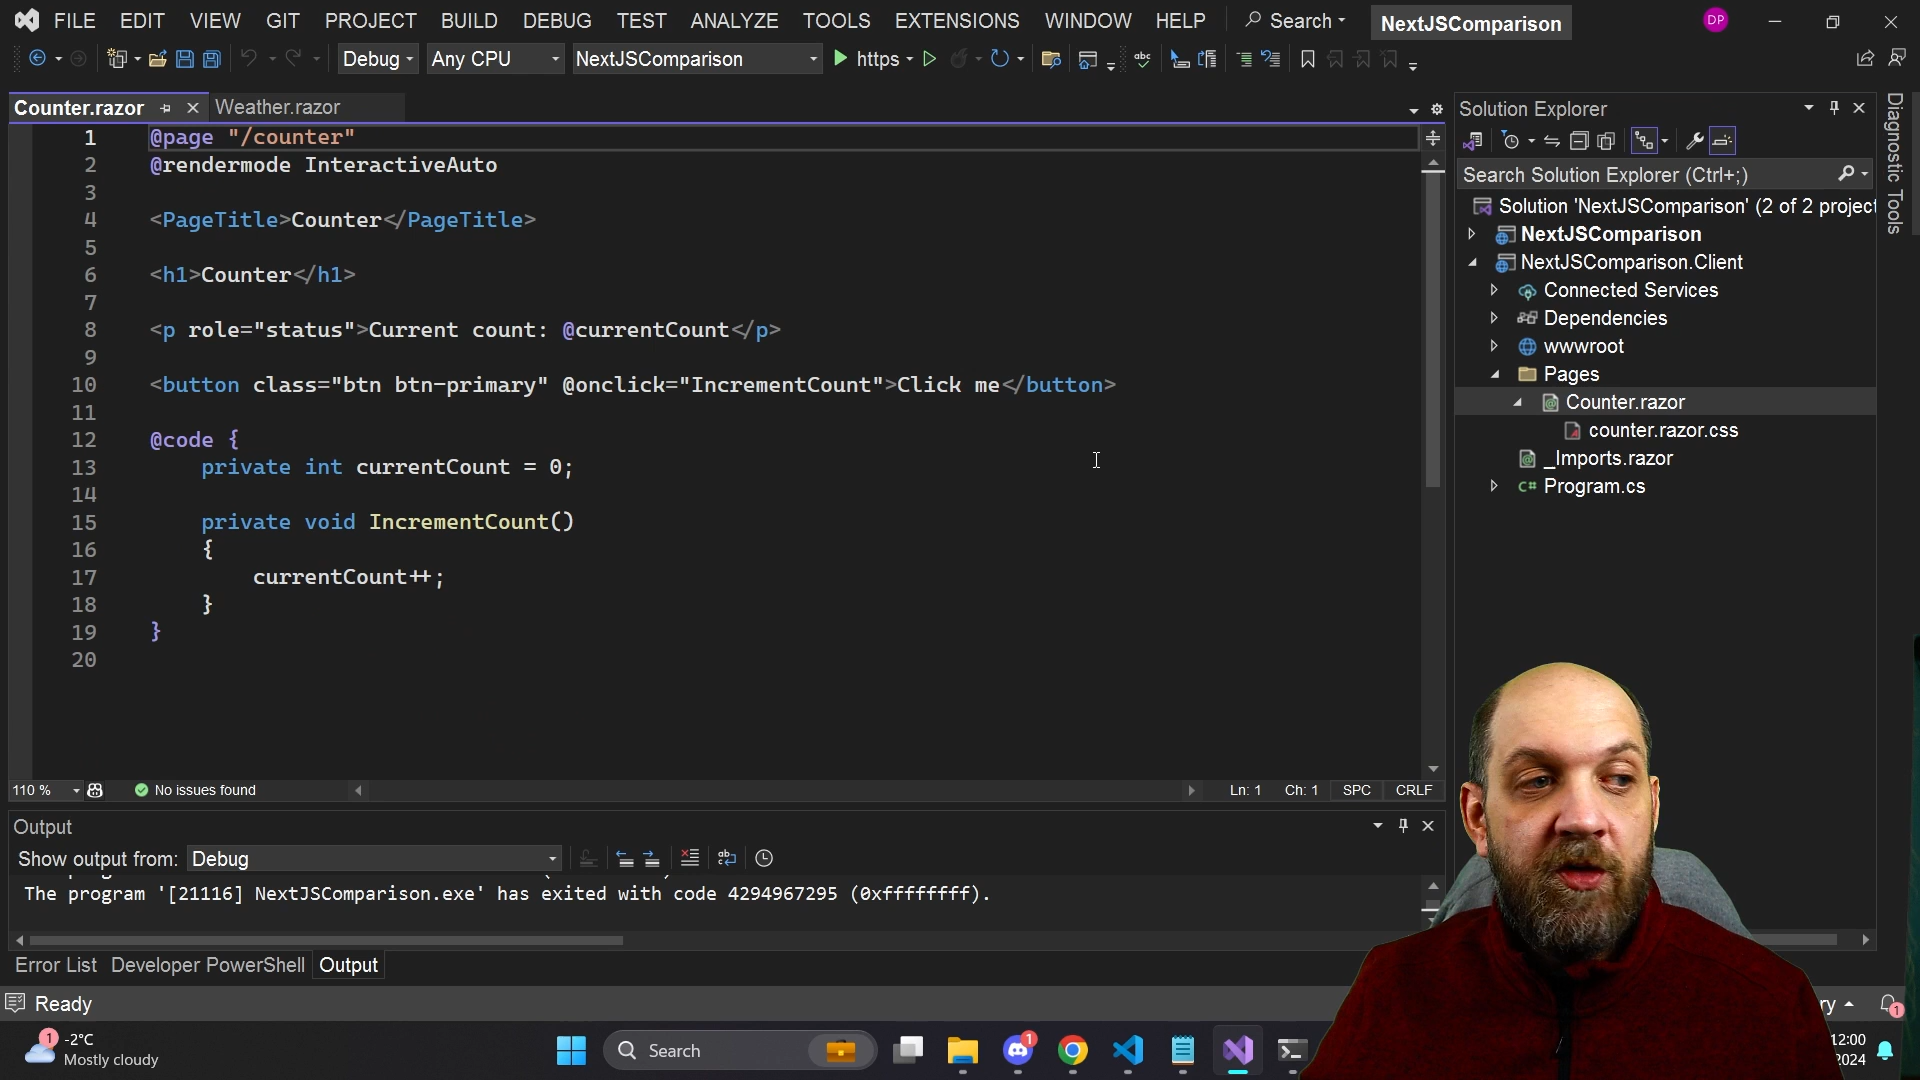 FILE EDIT VIEW GIT PROJECT BUILD DEBUG TEST ANALYZE TOOLS EXTENSIONS WINDOW HELP Search NextJSComparison DP
Debug Any CPU NextJSComparison https
Counter.razor Weather.razor
1 @page "/counter"
2 @rendermode InteractiveAuto
3
4 <PageTitle>Counter</PageTitle>
5
6 <h1>Counter</h1>
7
8 <p role="status">Current count: @currentCount</p>
9
10 <button class="btn btn-primary" @onclick="IncrementCount">Click me</button>
11
12 @code {
13 private int currentCount = 0;
14
15 private void IncrementCount()
16 {
17 currentCount++;
18 }
19 }
20
110 % No issues found Ln: 1 Ch: 1 SPC CRLF
Output
Show output from: Debug
The program '[21116] NextJSComparison.exe' has exited with code 4294967295 (0xffffffff).
Error List Developer PowerShell Output
Solution Explorer
Search Solution Explorer (Ctrl+;)
Solution 'NextJSComparison' (2 of 2 project
NextJSComparison
NextJSComparison.Client
Connected Services
Dependencies
wwwroot
Pages
Counter.razor
counter.razor.css
_Imports.razor
C# Program.cs
Diagnostic Tools
Ready
ry
1
1
-2°C
Mostly cloudy
Search
1
12:00
2024